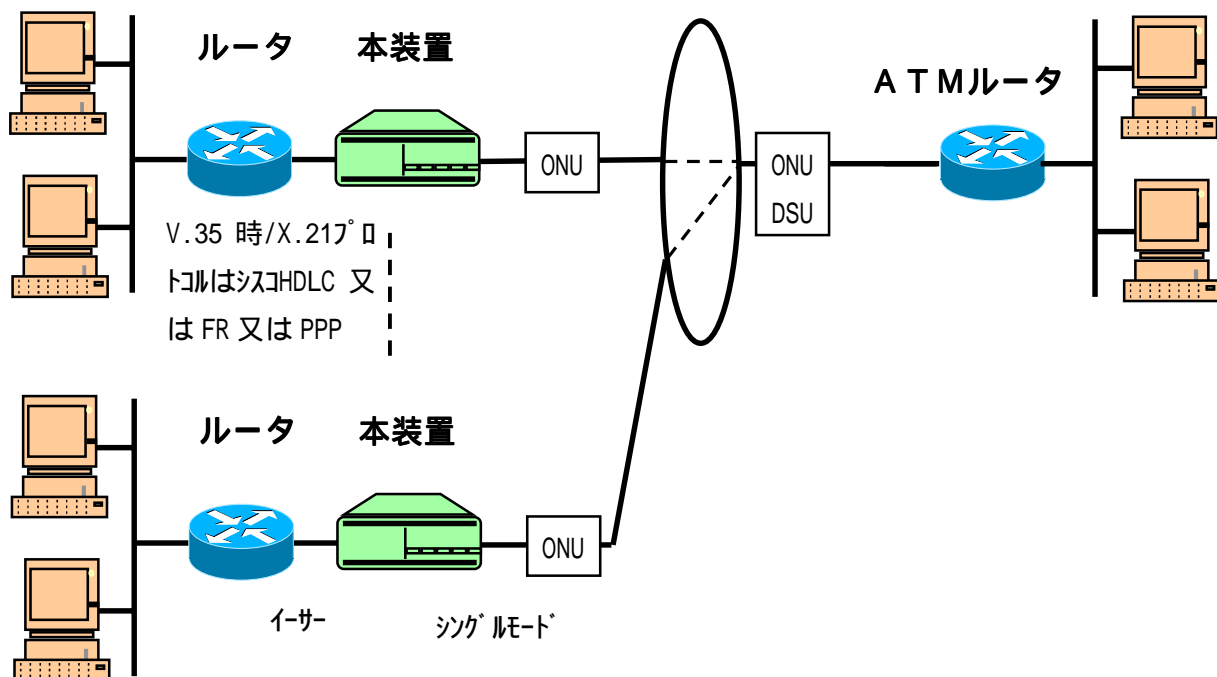 ルータ
本装置
ATMルータ
ONU
ONU
DSU
V.35 時/X.21プロ
トコルはシスコHDLC 又
は FR 又は PPP
ルータ
本装置
ONU
イーサー
シングルモード